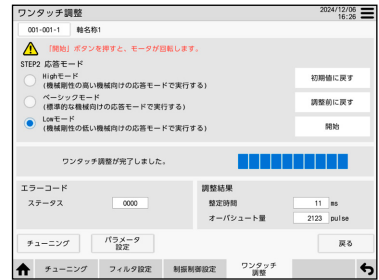 ワンタッチ調整
2024/12/06
16:26
001-001-1 軸名称1
「開始」ボタンを押すと、モータが回転します。
STEP2 応答モード
Highモード
(機械剛性の高い機械向けの応答モードで実行する)
初期値に戻す
ベーシックモード
(標準的な機械向けの応答モードで実行する)
調整前に戻す
Lowモード
(機械剛性の低い機械向けの応答モードで実行する)
開始
ワンタッチ調整が完了しました。
エラーコード
ステータス 0000
調整結果
整定時間 11 ms
オーバシュート量 2123 pulse
チューニング
パラメータ
設定
戻る
チューニング
フィルタ設定
制振制御設定
ワンタッチ
調整